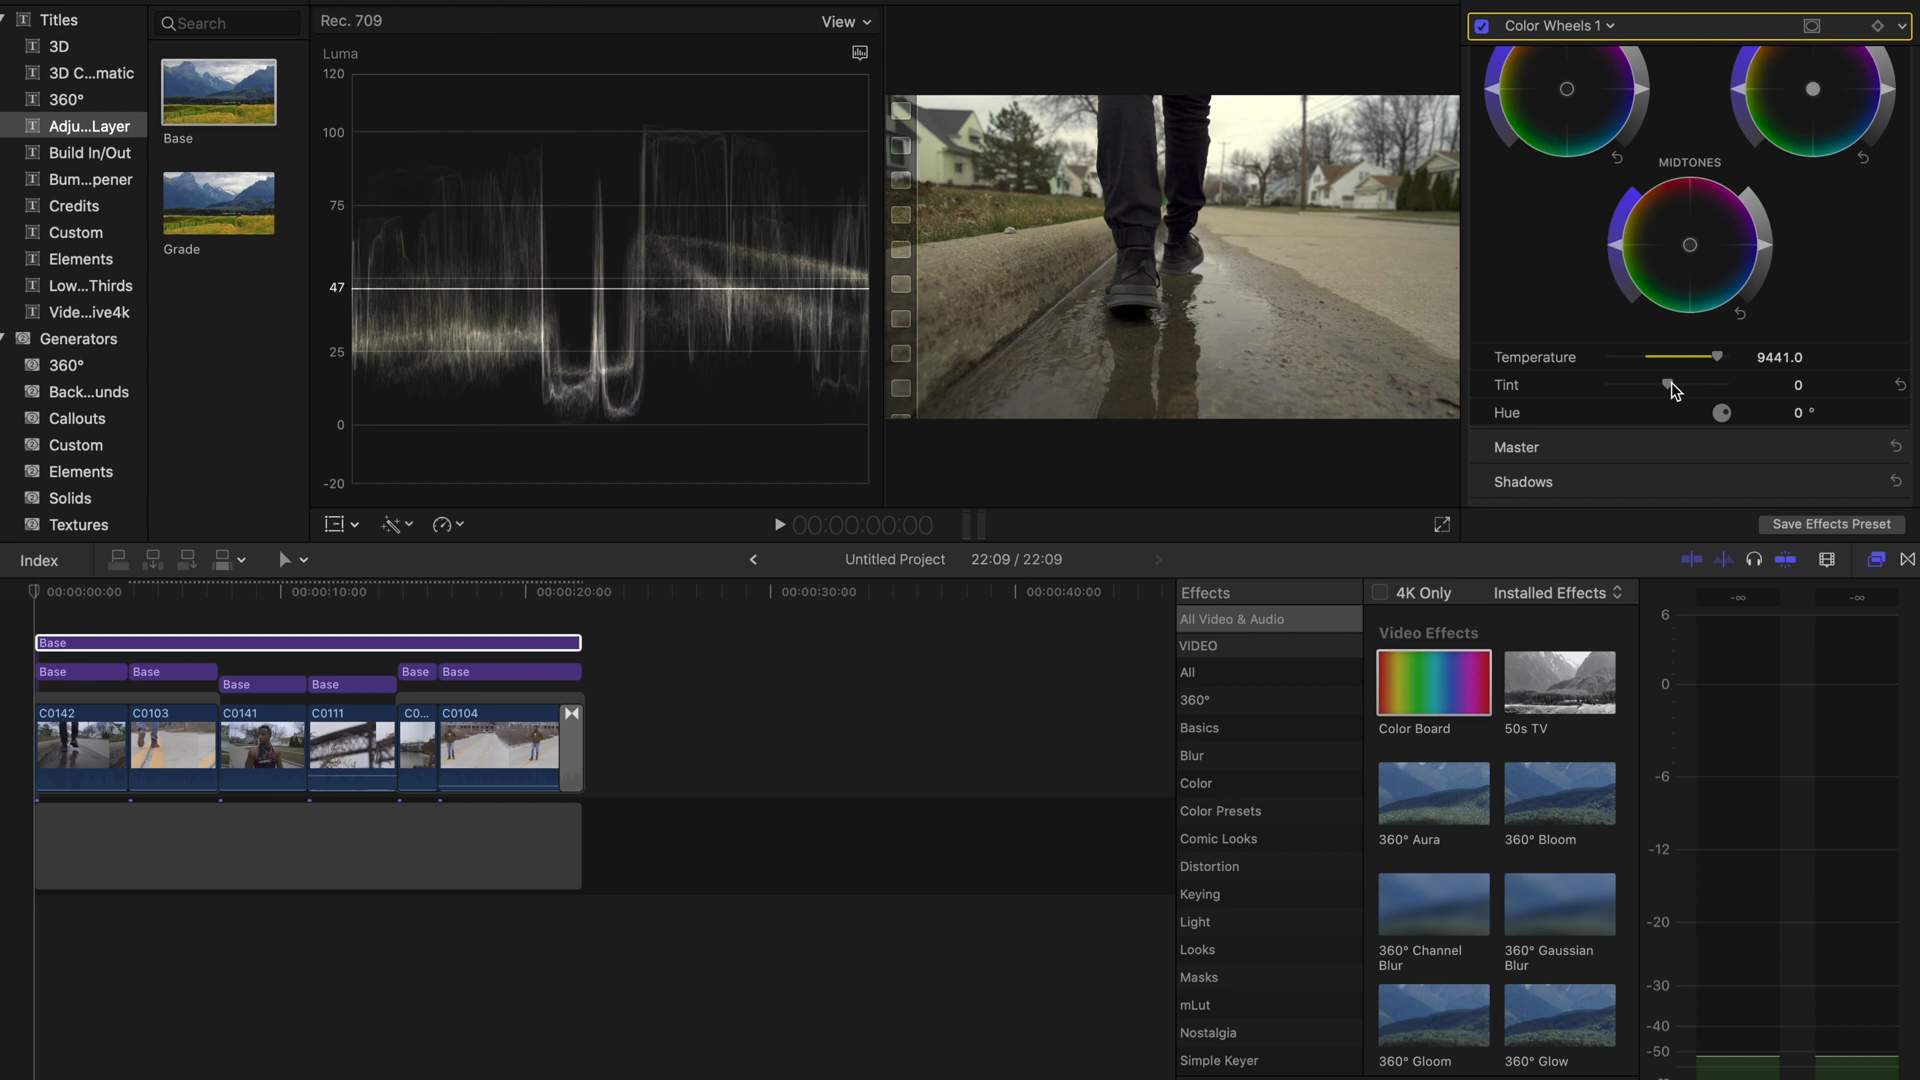 Titles
3D
3D C...matic
360°
Adju...Layer
Build In/Out
Bum...pener
Credits
Custom
Elements
Low...Thirds
Vide...ive4k
Generators
360°
Back...unds
Callouts
Custom
Elements
Solids
Textures
Search
Base
Grade
Rec. 709
View
Luma
120
100
75
47
25
0
-20
00:00:00:00
Color Wheels 1
MIDTONES
Temperature 9441.0
Tint 0
Hue 0 °
Master
Shadows
Save Effects Preset
Index
Untitled Project 22:09 / 22:09
00:00:00:00
00:00:10:00
00:00:20:00
00:00:30:00
00:00:40:00
Base
Base
Base
Base
Base
Base
Base
C0142
C0103
C0141
C0111
C0...
C0104
Effects
All Video & Audio
VIDEO
All
360°
Basics
Blur
Color
Color Presets
Comic Looks
Distortion
Keying
Light
Looks
Masks
mLut
Nostalgia
Simple Keyer
4K Only
Installed Effects
Video Effects
Color Board
50s TV
360° Aura
360° Bloom
360° Channel
Blur
360° Gaussian
Blur
360° Gloom
360° Glow
-∞
-∞
6
0
-6
-12
-20
-30
-40
-50